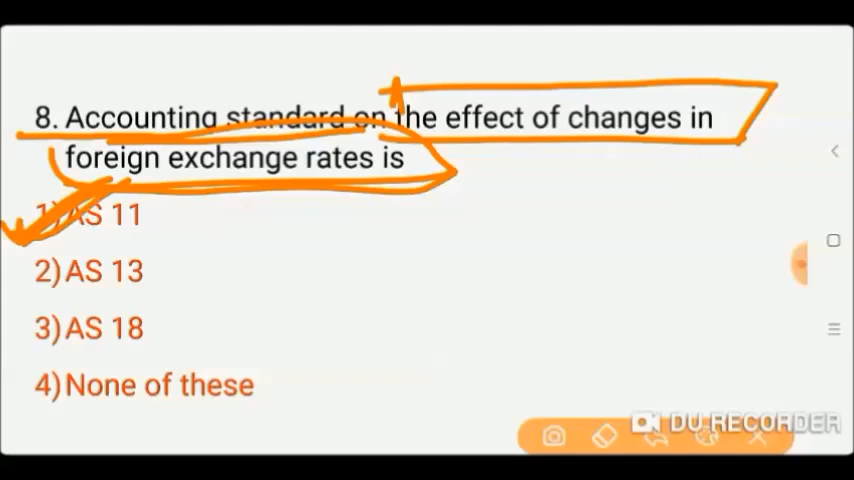 8. Accounting standard on the effect of changes in
foreign exchange rates is
1) AS 11
2) AS 13
3) AS 18
4) None of these
DU RECORDER